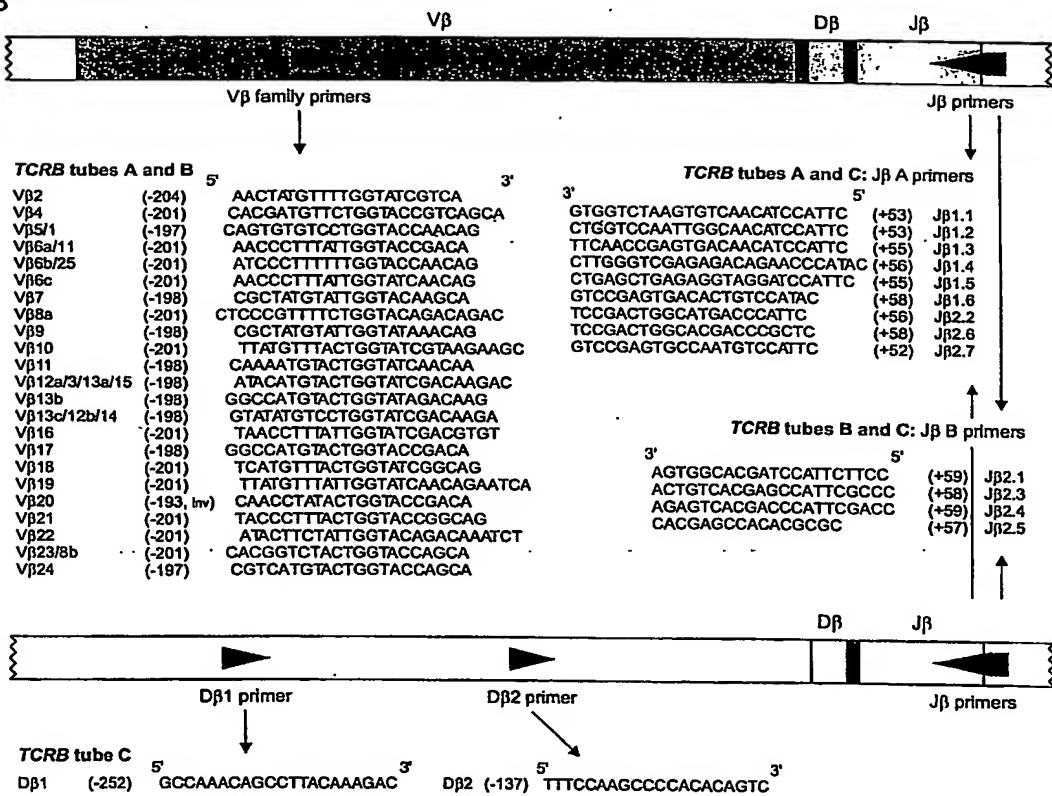 B
Vβ
Dβ
Jβ
Vβ family primers
Jβ primers
TCRB tubes A and B
5'
3'
Vβ2 (-204) AACTATGTTTTGGTATCGTCA
Vβ4 (-201) CACGATGTTCTGGTACCGTCAGCA
Vβ5/1 (-197) CAGTGTGTCCTGGTACCAACAG
Vβ6a/11 (-201) AACCCTTTATTGGTACCGACA
Vβ6b/25 (-201) ATCCCTTTTTTGGTACCAACAG
Vβ6c (-201) AACCCTTTATTGGTATCAACAG
Vβ7 (-198) CGCTATGTATTGGTACAAGCA
Vβ8a (-201) CTCCCGTTTTCTGGTACAGACAGAC
Vβ9 (-198) CGCTATGTATTGGTATAAACAG
Vβ10 (-201) TTATGTTTACTGGTATCGTAAGAAGC
Vβ11 (-198) CAAAATGTACTGGTATCAACAA
Vβ12a/3/13a/15 (-198) ATACATGTACTGGTATCGACAAGAC
Vβ13b (-198) GGCCATGTACTGGTATAGACAAG
Vβ13c/12b/14 (-198) GTATATGTCCTGGTATCGACAAGA
Vβ16 (-201) TAACCTTTATTGGTATCGACGTGT
Vβ17 (-198) GGCCATGTACTGGTACCGACA
Vβ18 (-201) TCATGTTTACTGGTATCGGCAG
Vβ19 (-201) TTATGTTTATTGGTATCAACAGAATCA
Vβ20 (-193, Inv) CAACCTATACTGGTACCGACA
Vβ21 (-201) TACCCTTTACTGGTACCGGCAG
Vβ22 (-201) ATACTTCTATTGGTACAGACAAATCT
Vβ23/8b (-201) CACGGTCTACTGGTACCAGCA
Vβ24 (-197) CGTCATGTACTGGTACCAGCA
TCRB tubes A and C: Jβ A primers
3'
5'
GTGGTCTAAGTGTCAACATCCATTC (+53) Jβ1.1
CTGGTCCAATTGGCAACATCCATTC (+53) Jβ1.2
TTCAACCGAGTGACAACATCCATTC (+55) Jβ1.3
CTTGGGTCGAGAGACAGAACCCATAC (+56) Jβ1.4
CTGAGCTGAGAGGTAGGATCCATTC (+55) Jβ1.5
GTCCGAGTGACACTGTCCATAC (+58) Jβ1.6
TCCGACTGGCATGACCCATTC (+56) Jβ2.2
TCCGACTGGCACGACCCGCTC (+58) Jβ2.6
GTCCGAGTGCCAATGTCCATTC (+52) Jβ2.7
TCRB tubes B and C: Jβ B primers
3'
5'
AGTGGCACGATCCATTCTTCC (+59) Jβ2.1
ACTGTCACGAGCCATTCGCCC (+58) Jβ2.3
AGAGTCACGACCCATTCGACC (+59) Jβ2.4
CACGAGCCACACGCGC (+57) Jβ2.5
Dβ
Jβ
Dβ1 primer
Dβ2 primer
Jβ primers
TCRB tube C
Dβ1 (-252) 5' GCCAAACAGCCTTACAAAGAC 3'
Dβ2 (-137) 5' TTTCCAAGCCCCACACAGTC 3'